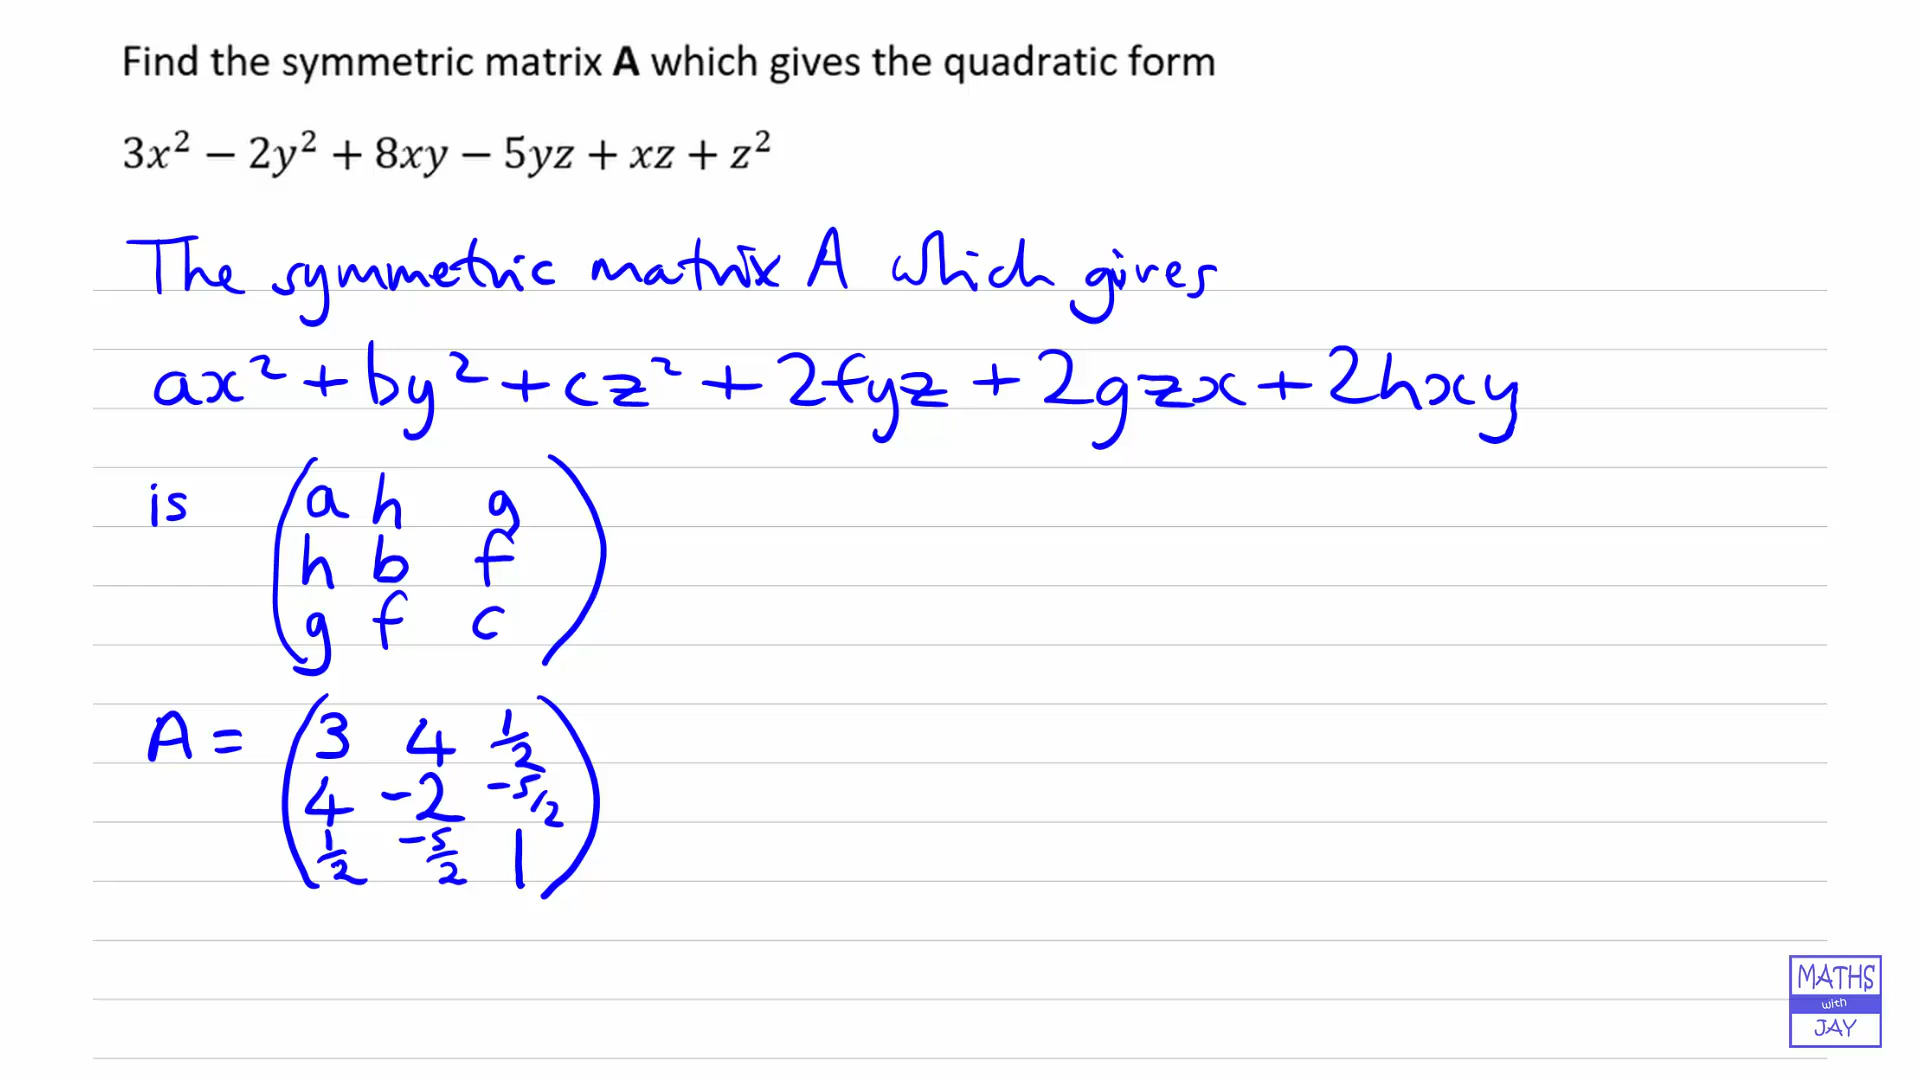 Find the symmetric matrix A which gives the quadratic form
3x² − 2y² + 8xy − 5yz + xz + z²
The symmetric matrix A which gives
ax² + by² + cz² + 2fyz + 2gzx + 2hxy
is (a h g
h b f
g f c)
A = (3 4 1/2
4 -2 -5/2
1/2 -5/2 1)
MATHS
with
JAY